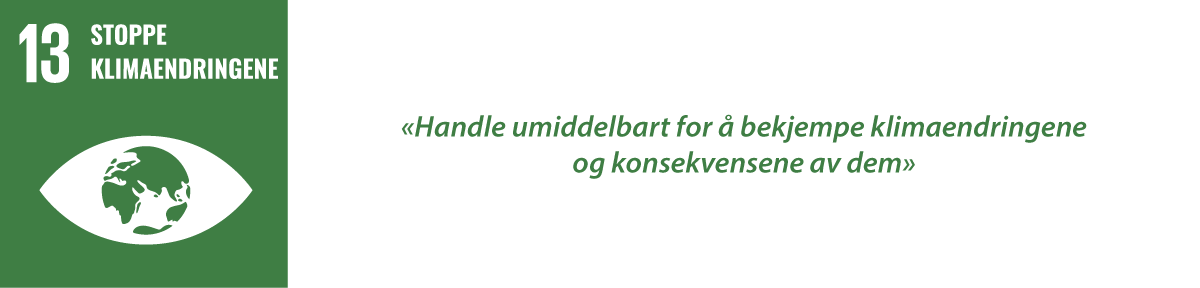 13 STOPPE
KLIMAENDRINGENE
«Handle umiddelbart for å bekjempe klimaendringene
og konsekvensene av dem»